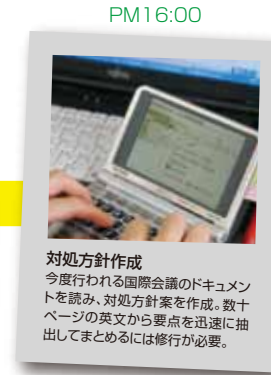 PM16:00
対処方針作成
今度行われる国際会議のドキュメン
トを読み、対処方針案を作成。数十
ページの英文から要点を迅速に抽
出してまとめるには修行が必要。